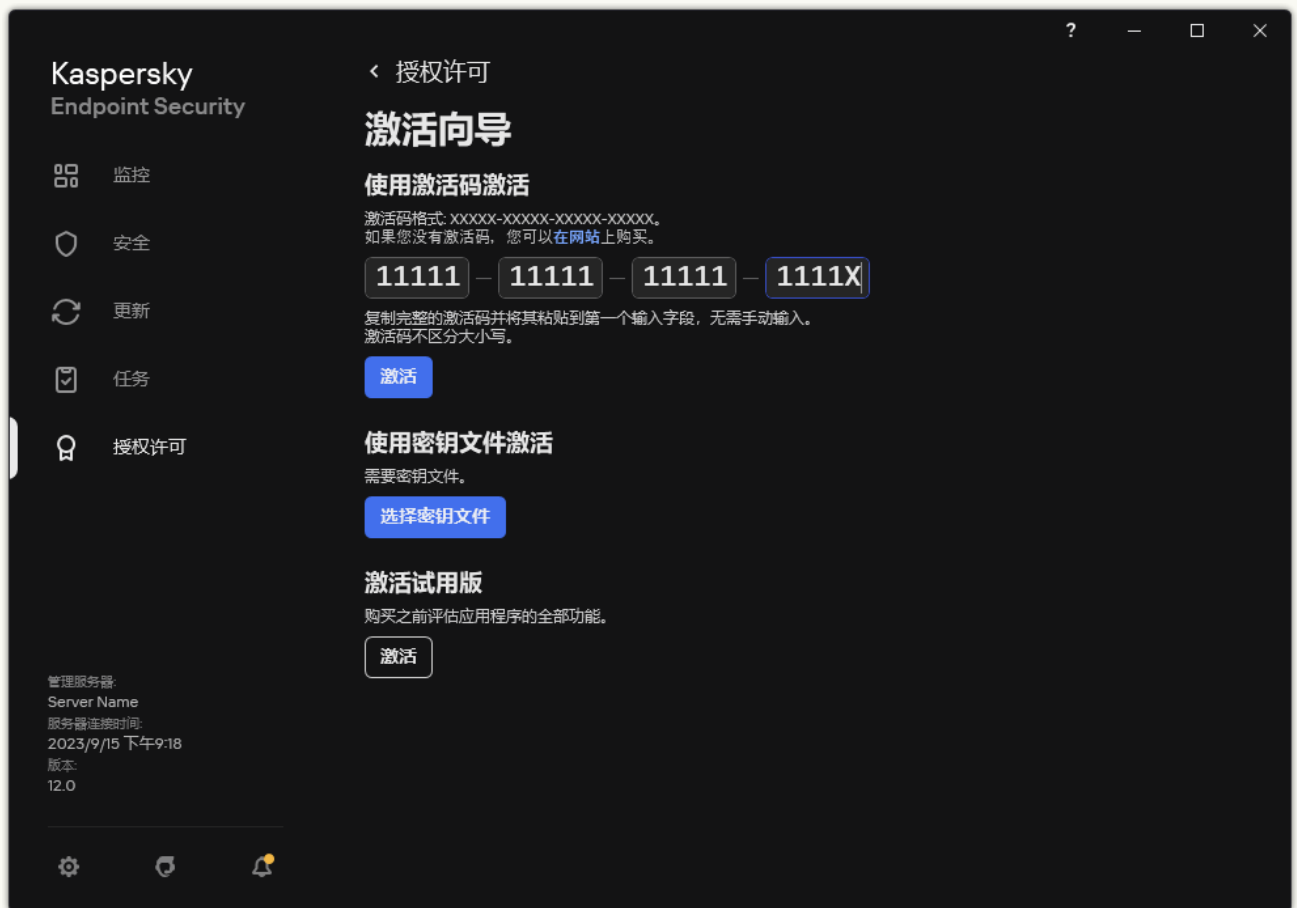 ?
Kaspersky
Endpoint Security
监控
安全
更新
任务
授权许可
管理服务器:
Server Name
服务器连接时间:
2023/9/15 下午9:18
版本:
12.0
授权许可
激活向导
使用激活码激活
激活码格式: XXXXX-XXXXX-XXXXX-XXXXX。
如果您没有激活码，您可以在网站上购买。
11111 – 11111 – 11111 – 1111X
复制完整的激活码并将其粘贴到第一个输入字段，无需手动输入。
激活码不区分大小写。
激活
使用密钥文件激活
需要密钥文件。
选择密钥文件
激活试用版
购买之前评估应用程序的全部功能。
激活